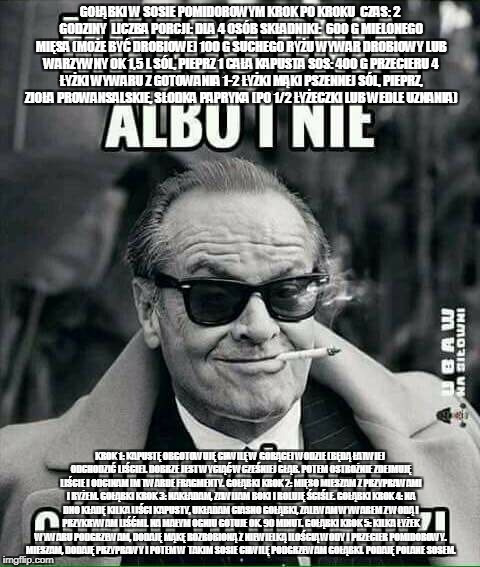 GOŁĄBKI W SOSIE POMIDOROWYM KROK PO KROKU CZAS: 2
GODZINY LICZBA PORCJI: DLA 4 OSÓB SKŁADNIKI: 600 G MIELONEGO
MIĘSA (MOŻE BYĆ DROBIOWE) 100 G SUCHEGO RYŻU WYWAR DROBIOWY LUB
WARZYWNY OK 1,5 L SÓL, PIEPRZ 1 CAŁA KAPUSTA SOS: 400 G PRZECIERU 4
ŁYŻKI WYWARU Z GOTOWANIA 1-2 ŁYŻKI MĄKI PSZENNEJ SÓL, PIEPRZ,
ZIOŁA PROWANSALSKIE, SŁODKA PAPRYKA (PO 1/2 ŁYŻECZKI LUB WEDLE UZNANIA)
ALBO I NIE
UBAW
NA SIŁOWNI
KROK 1: KAPUSTĘ OBGOTOWUJĘ CHWILĘ W GORĄCEJ WODZIE (BĘDĄ ŁATWIEJ
ODCHODZIĆ LIŚCIE). DOBRZE JEST WYCIĄĆ WCZEŚNIEJ GŁĄB. POTEM OSTROŻNIE ZDEJMUJĘ
LIŚCIE I ODCINAM IM TWARDE FRAGMENTY. GOŁĄBKI KROK 2: MIĘSO MIESZAM Z PRZYPRAWAMI
I RYŻEM. GOŁĄBKI KROK 3: NAKŁADAM, ZAWIJAM BOKI I ROLUJĘ ŚCIŚLE. GOŁĄBKI KROK 4: NA
DNO KŁADĘ KILKA LIŚCI KAPUSTY, UKŁADAM CIASNO GOŁĄBKI, ZALEWAM WYWAREM Z WODĄ I
PRZYKRYWAM LIŚĆMI. NA MAŁYM OGNIU GOTUJĘ OK. 90 MINUT. GOŁĄBKI KROK 5: KILKA ŁYŻEK
WYWARU PODGRZEWAM, DODAJĘ MĄKĘ ROZROBIONĄ Z NIEWIELKĄ ILOŚCIĄ WODY I PRZECIER POMIDOROWY.
MIESZAM, DODAJĘ PRZYPRAWY I POTEM W TAKIM SOSIE CHWILĘ PODGRZEWAM GOŁĄBKI. PODAJĘ POLANE SOSEM.
imgflip.com